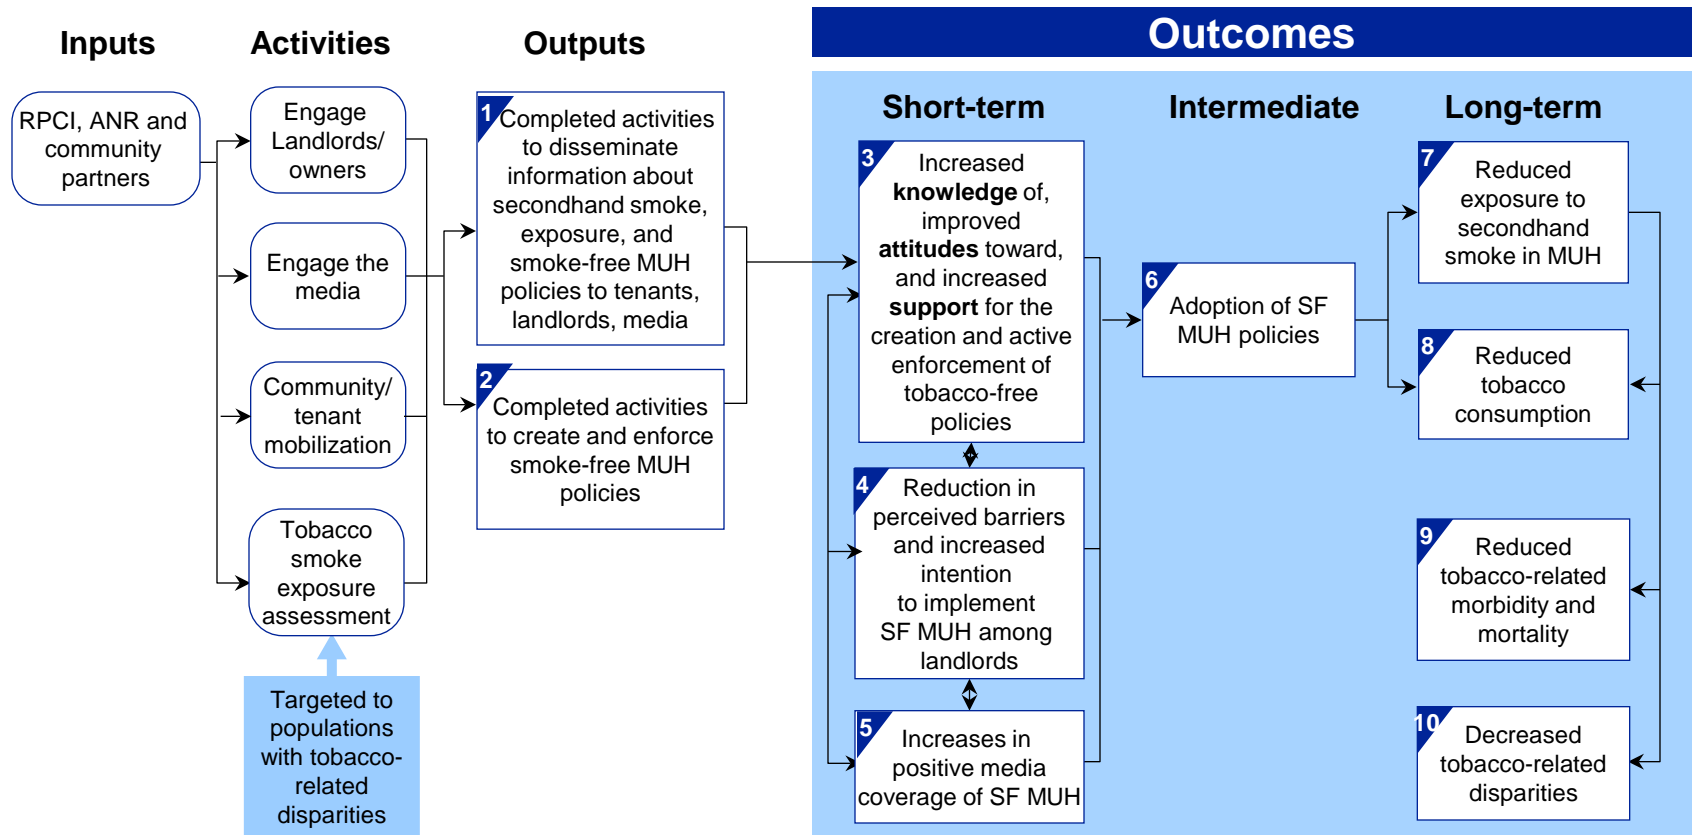 Inputs
Activities
Outputs
Outcomes
RPCI, ANR and
community
partners
Engage
Landlords/
owners
Engage the
media
Community/
tenant
mobilization
Tobacco
smoke
exposure
assessment
Targeted to
populations
with tobacco-
related
disparities
1
Completed activities
to disseminate
information about
secondhand smoke,
exposure, and
smoke-free MUH
policies to tenants,
landlords, media
2
Completed activities
to create and enforce
smoke-free MUH
policies
Short-term
3
Increased
knowledge of,
improved
attitudes toward,
and increased
support for the
creation and active
enforcement of
tobacco-free
policies
4
Reduction in
perceived barriers
and increased
intention
to implement
SF MUH among
landlords
5
Increases in
positive media
coverage of SF MUH
Intermediate
6
Adoption of SF
MUH policies
Long-term
7
Reduced
exposure to
secondhand
smoke in MUH
8
Reduced
tobacco
consumption
9
Reduced
tobacco-related
morbidity and
mortality
10
Decreased
tobacco-related
disparities